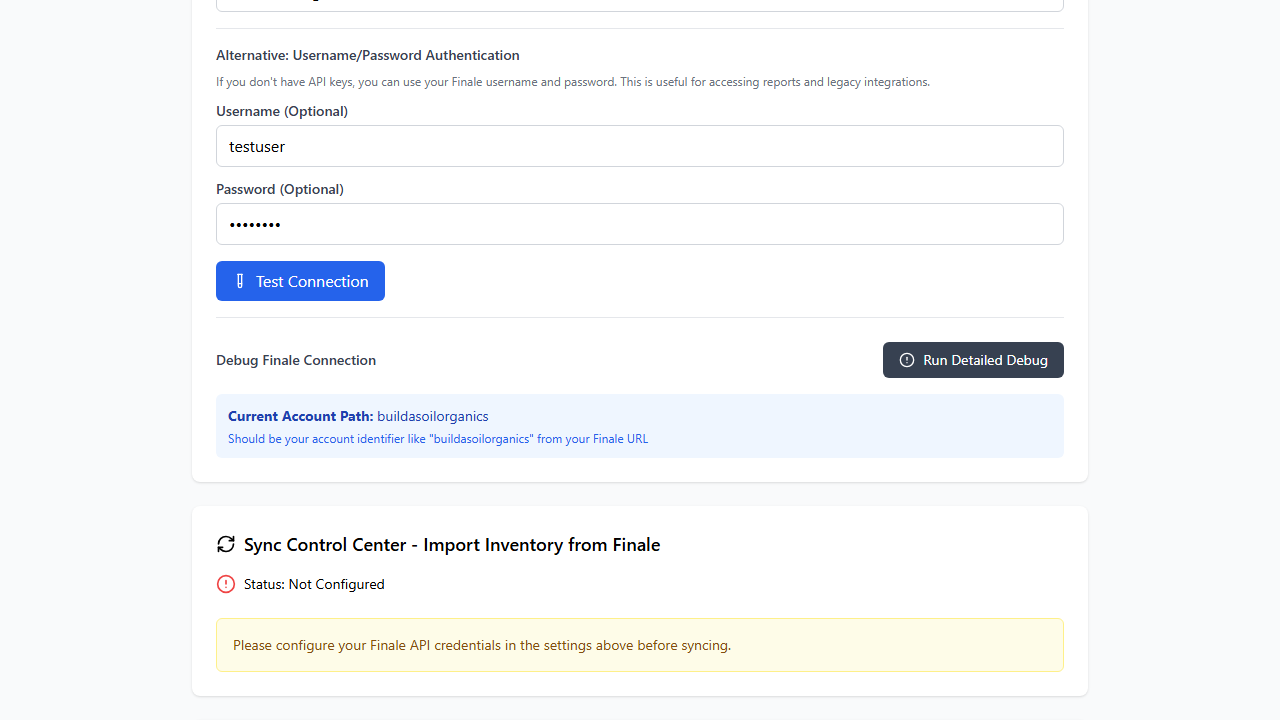 Alternative: Username/Password Authentication
If you don't have API keys, you can use your Finale username and password. This is useful for accessing reports and legacy integrations.
Username (Optional)
testuser
Password (Optional)
••••••••
Test Connection
Debug Finale Connection
Run Detailed Debug
Current Account Path: buildasoilorganics
Should be your account identifier like "buildasoilorganics" from your Finale URL
Sync Control Center - Import Inventory from Finale
Status: Not Configured
Please configure your Finale API credentials in the settings above before syncing.